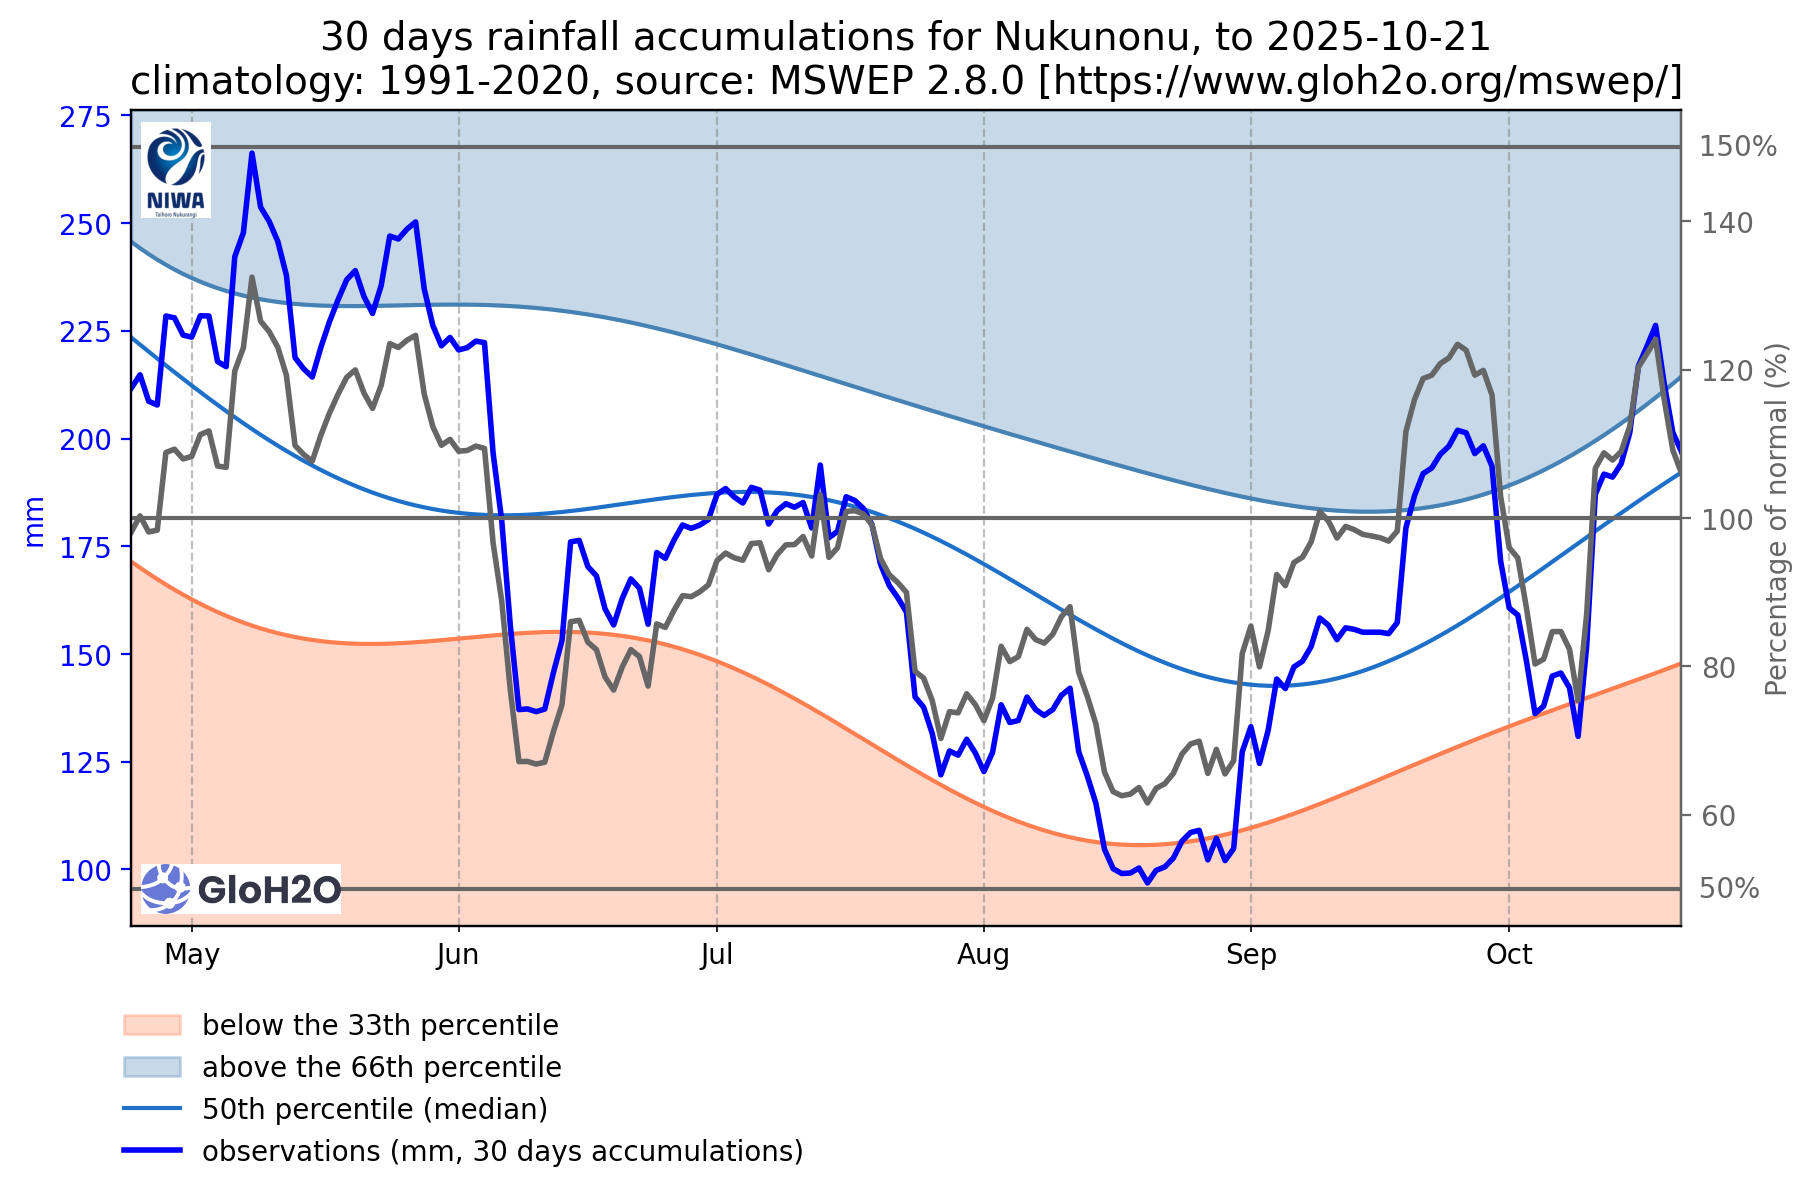 30 days rainfall accumulations for Nukunonu, to 2025-10-21
climatology: 1991-2020, source: MSWEP 2.8.0 [https://www.gloh2o.org/mswep/]
275
250
225
200
175
150
125
100
mm
NIWA
Taihoro Nukurangi
GloH2O
150%
140
120
100
80
60
50%
Percentage of normal (%)
May
Jun
Jul
Aug
Sep
Oct
below the 33th percentile
above the 66th percentile
50th percentile (median)
observations (mm, 30 days accumulations)